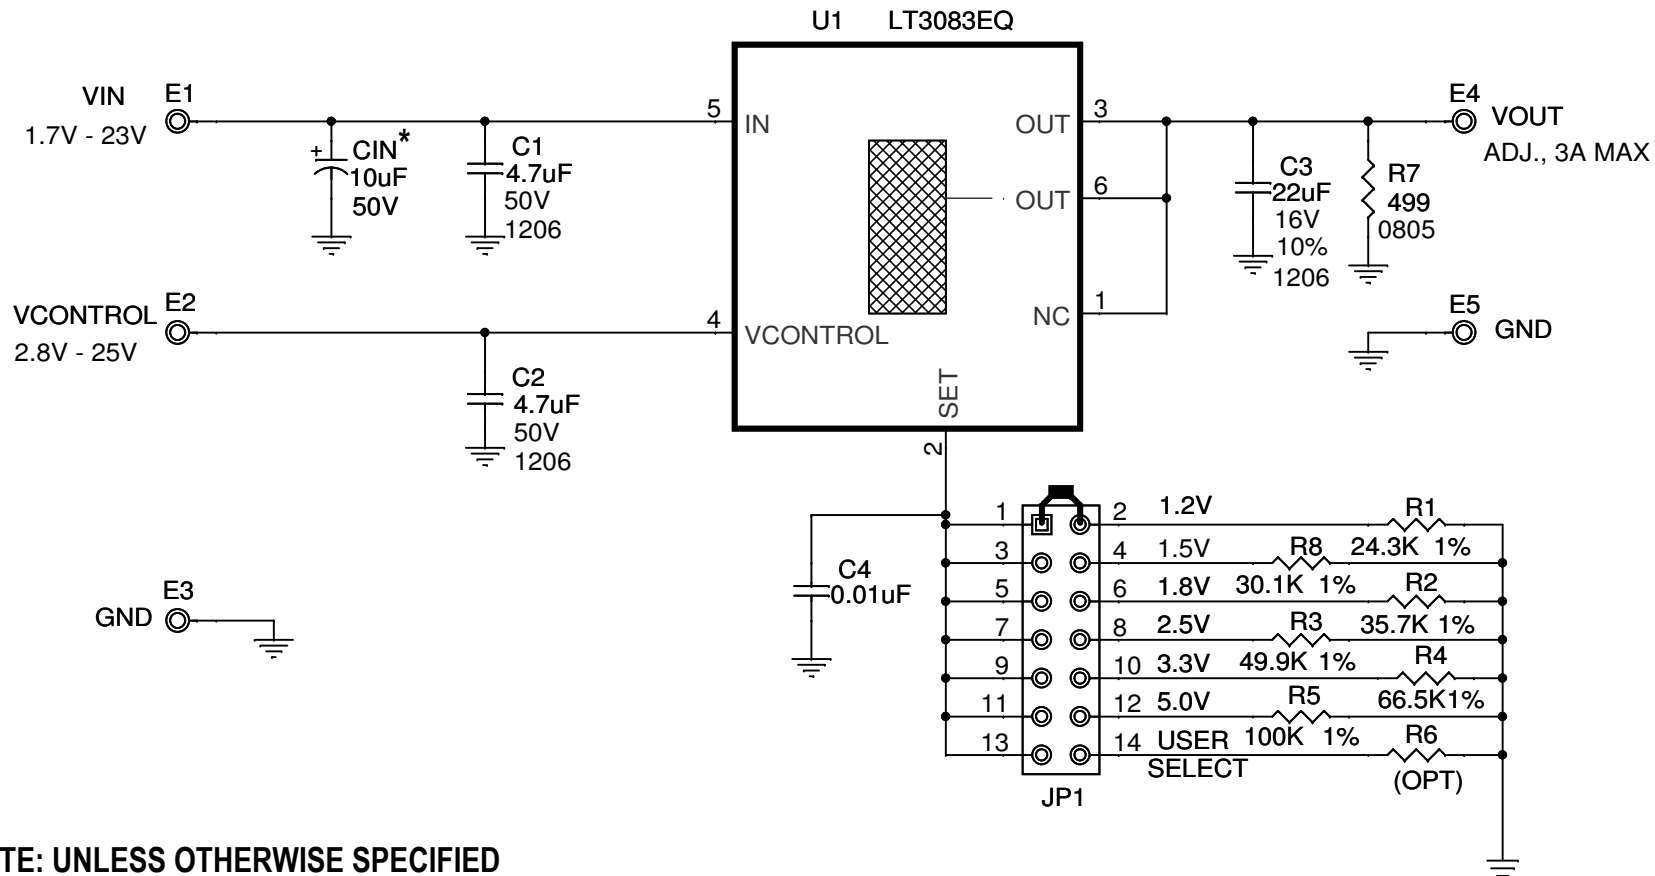 U1 LT3083EQ
VIN E1
1.7V - 23V
CIN*
+
10uF
50V
C1
4.7uF
50V
1206
5 IN
OUT 3
OUT 6
NC 1
E4 VOUT
ADJ., 3A MAX
C3
22uF
16V
10%
1206
R7
499
0805
VCONTROL E2
2.8V - 25V
4 VCONTROL
C2
4.7uF
50V
1206
SET
2
E5 GND
E3
GND
C4
0.01uF
1 2 1.2V R1
24.3K 1%
3 4 1.5V R8
30.1K 1%
5 6 1.8V R2
35.7K 1%
7 8 2.5V R3
49.9K 1%
9 10 3.3V R4
66.5K1%
11 12 5.0V R5
100K 1%
13 14 USER SELECT R6
(OPT)
JP1
TE: UNLESS OTHERWISE SPECIFIED